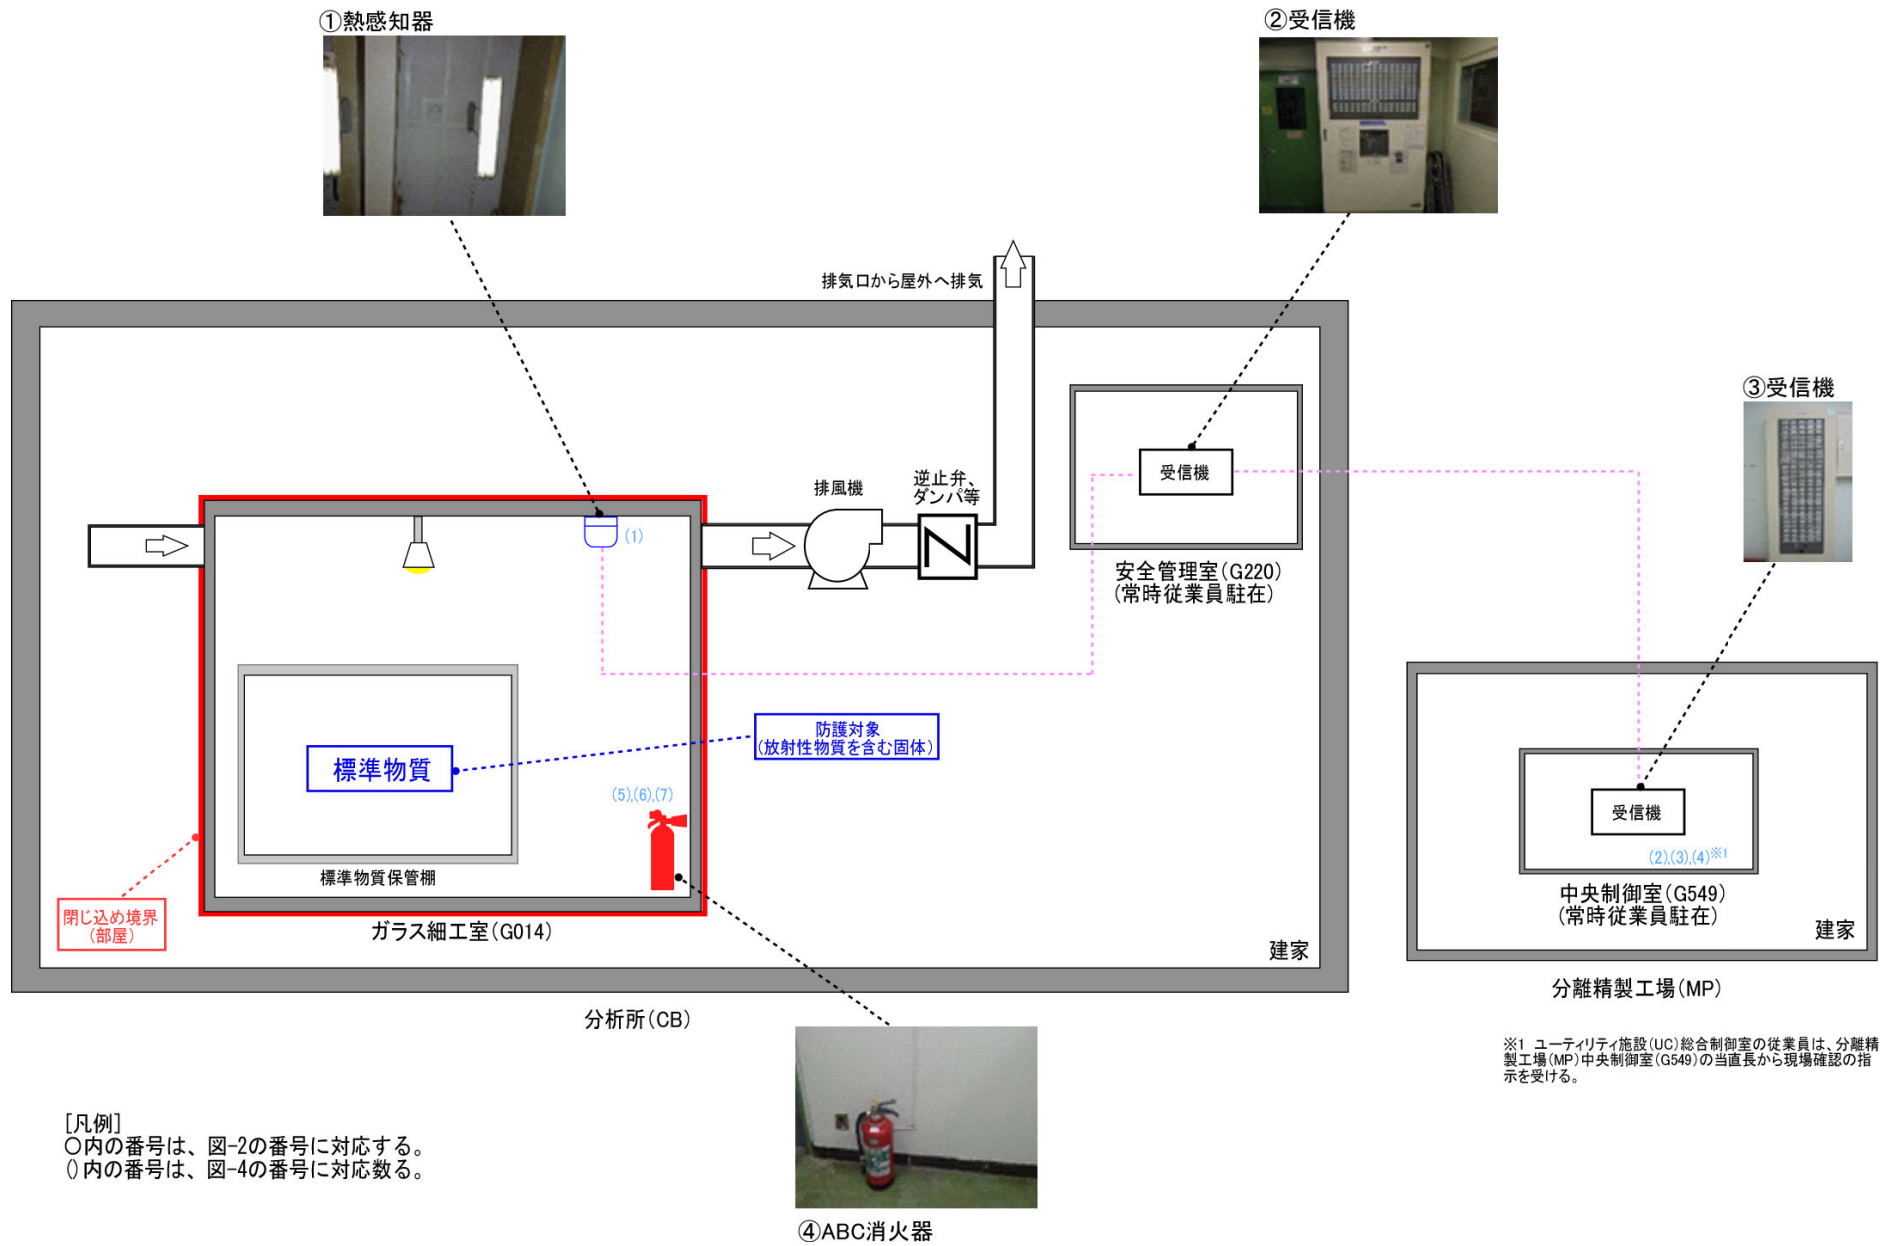 ①熱感知器
②受信機
排気口から屋外へ排気
③受信機
排風機
逆止弁、
ダンパ等
受信機
(1)
安全管理室(G220)
(常時従業員駐在)
防護対象
(放射性物質を含む固体)
標準物質
(5),(6),(7)
受信機
(2),(3),(4)※1
標準物質保管棚
中央制御室(G549)
(常時従業員駐在)
閉じ込め境界
(部屋)
ガラス細工室(G014)
建家
建家
分離精製工場(MP)
分析所(CB)
※1 ユーティリティ施設(UC)総合制御室の従業員は、分離精
製工場(MP)中央制御室(G549)の当直長から現場確認の指
示を受ける。
[凡例]
○内の番号は、図-2の番号に対応する。
()内の番号は、図-4の番号に対応数る。
④ABC消火器